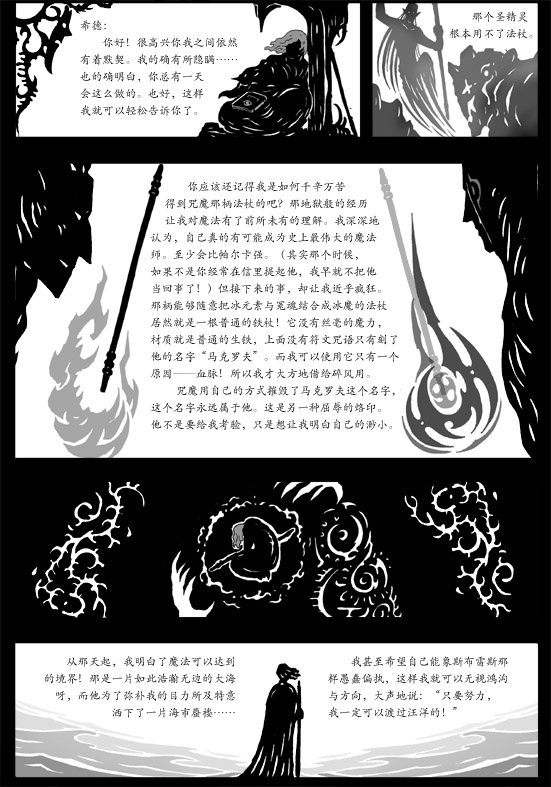 希德：
你好！很高兴你我之间依然
有着默契。我的确有所隐瞒……
也的确明白，你总有一天
会这么做的。也好，这样
我就可以轻松告诉你了。
那个圣精灵
根本用不了法杖。
你应该还记得我是如何千辛万苦
得到咒魔那柄法杖的吧？那地狱般的经历
让我对魔法有了前所未有的理解。我深深地
认为，自己真的有可能成为史上最伟大的魔法
师。至少会比帕尔卡强。（其实那个时候，
如果不是你经常在信里提起他，我早就不把他
当回事了！）但接下来的事，却让我近乎疯狂。
那柄能够随意把冰元素与冤魂结合成冰魔的法杖
居然就是一根普通的铁杖！它没有丝毫的魔力，
材质就是普通的生铁，上面没有符文咒语只有刻了
他的名字“马克罗夫”。而我可以使用它只有一个
原因——血脉！所以我才大方地借给碎风用。
咒魔用自己的方式摧毁了马克罗夫这个名字，
这个名字永远属于他。这是另一种屈辱的烙印。
他不是要给我考验，只是想让我明白自己的渺小。
从那天起，我明白了魔法可以达到
的境界！那是一片如此浩瀚无边的大海
呀，而他为了弥补我的目力所及特意
洒下了一片海市蜃楼……
我甚至希望自己能象斯布雷斯那
样愚蠢偏执，这样我就可以无视鸿沟
与方向，大声地说：“只要努力，
我一定可以渡过汪洋的！”